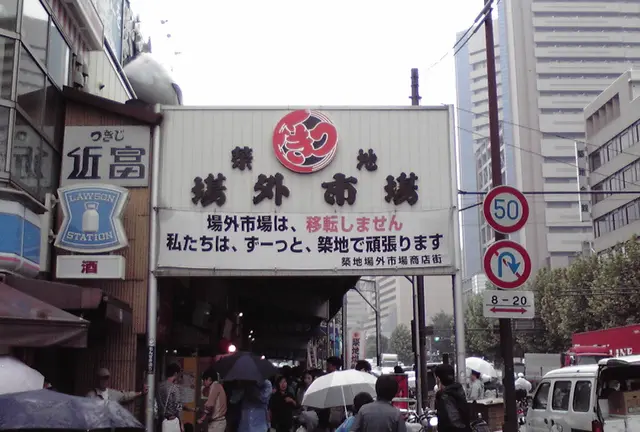 つきじ
近富
LAWSON
STATION
酒
築地
場外市場
場外市場は、移転しません
私たちは、ずーっと、築地で頑張ります
築地場外市場商店街
50
8-20
LINE